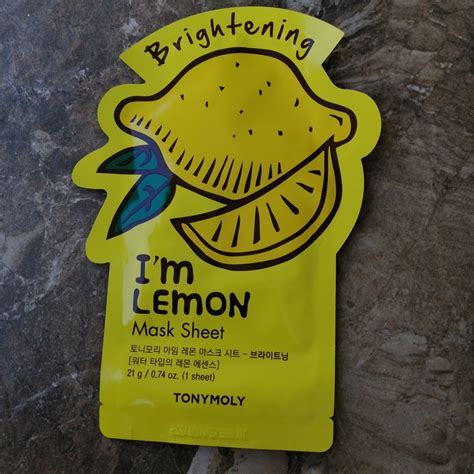 Brightening
I'm
LEMON
Mask Sheet
토니모리 아임 레몬 마스크 시트 - 브라이트닝
[워터 타입의 레몬 에센스]
21 g / 0.74 oz. (1 sheet)
TONYMOLY